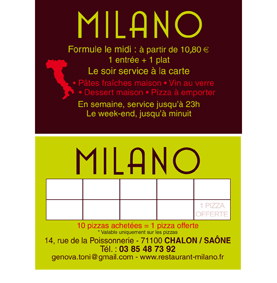 MILANO
Formule le midi : à partir de 10,80 €
1 entrée + 1 plat
Le soir service à la carte
• Pâtes fraîches maison • Vin au verre
• Dessert maison • Pizza à emporter
En semaine, service jusqu'à 23h
Le week-end, jusqu'à minuit
MILANO
1 PIZZA
OFFERTE
10 pizzas achetées = 1 pizza offerte
* Valable uniquement sur les pizzas
14, rue de la Poissonnerie - 71100 CHALON / SAÔNE
Tél. : 03 85 48 73 92
genova.toni@gmail.com - www.restaurant-milano.fr